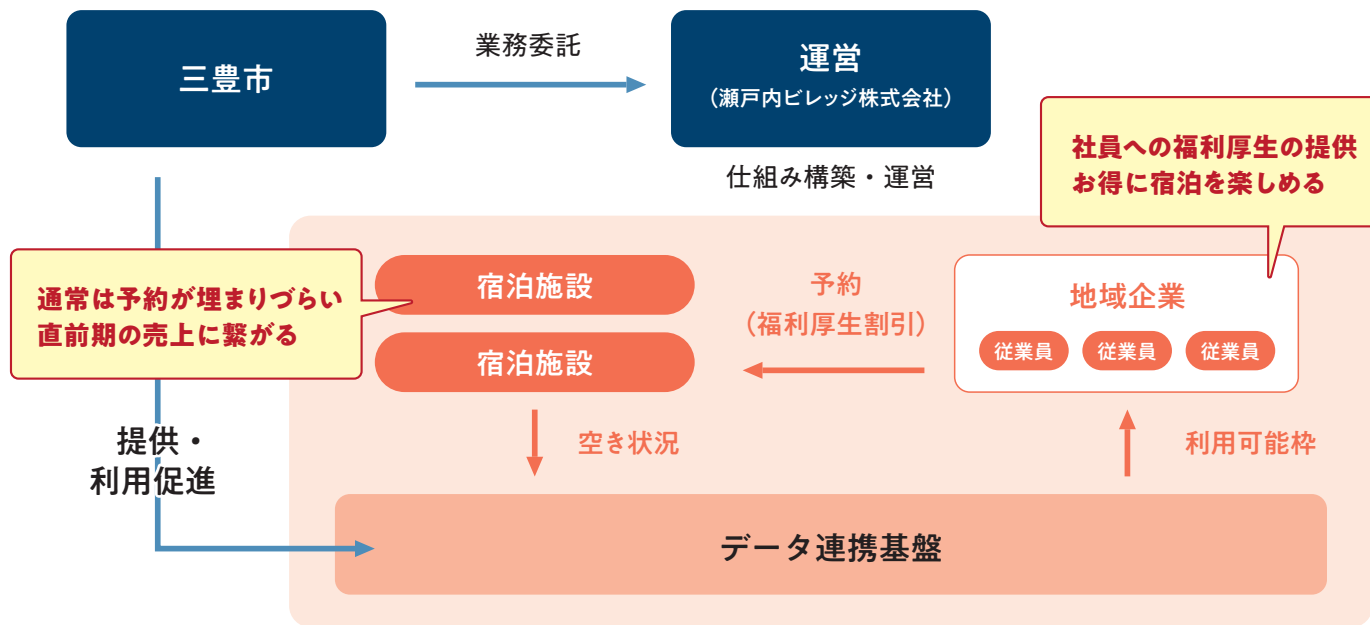 三豊市
業務委託
運営
（瀬戸内ビレッジ株式会社）
仕組み構築・運営
社員への福利厚生の提供
お得に宿泊を楽しめる
通常は予約が埋まりづらい
直前期の売上に繋がる
宿泊施設
宿泊施設
予約
（福利厚生割引）
地域企業
従業員
従業員
従業員
提供・
利用促進
空き状況
利用可能枠
データ連携基盤